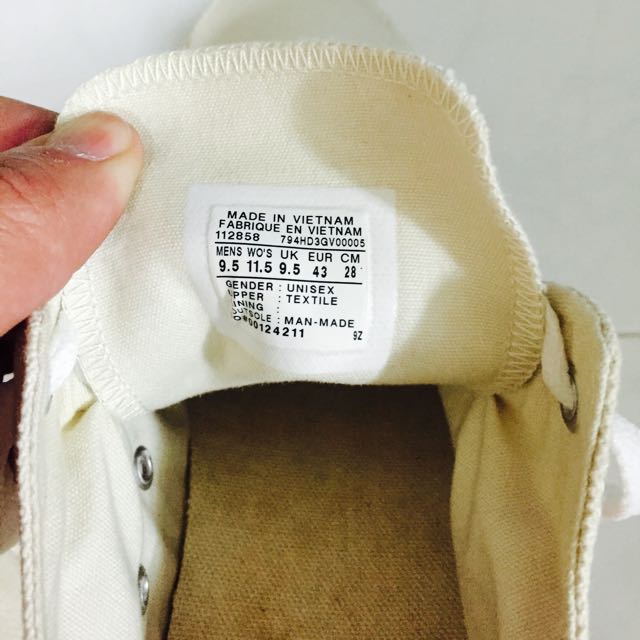 MADE IN VIETNAM
FABRIQUE EN VIETNAM
112858 794HD3GV00005
MENS WO'S UK EUR CM
9.5 11.5 9.5 43 28
GENDER : UNISEX
UPPER : TEXTILE
LINING :
OUTSOLE : MAN-MADE
00124211 9Z